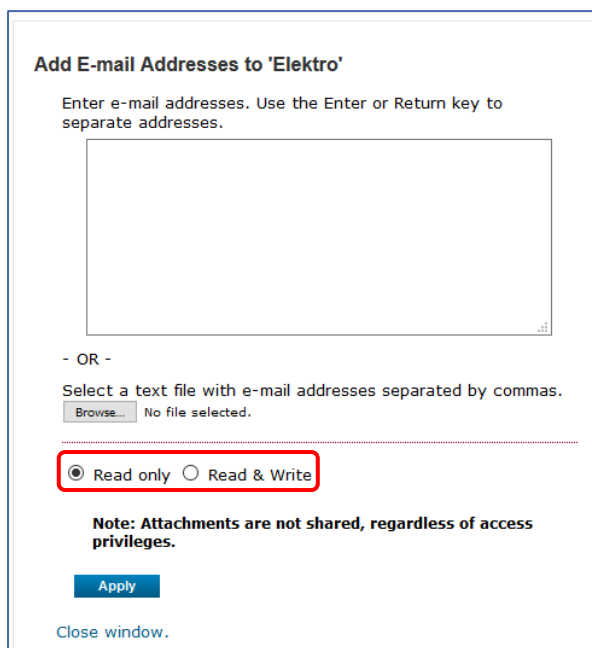 Add E-mail Addresses to 'Elektro'
Enter e-mail addresses. Use the Enter or Return key to
separate addresses.
- OR -
Select a text file with e-mail addresses separated by commas.
Browse... No file selected.
Read only Read & Write
Note: Attachments are not shared, regardless of access
privileges.
Apply
Close window.